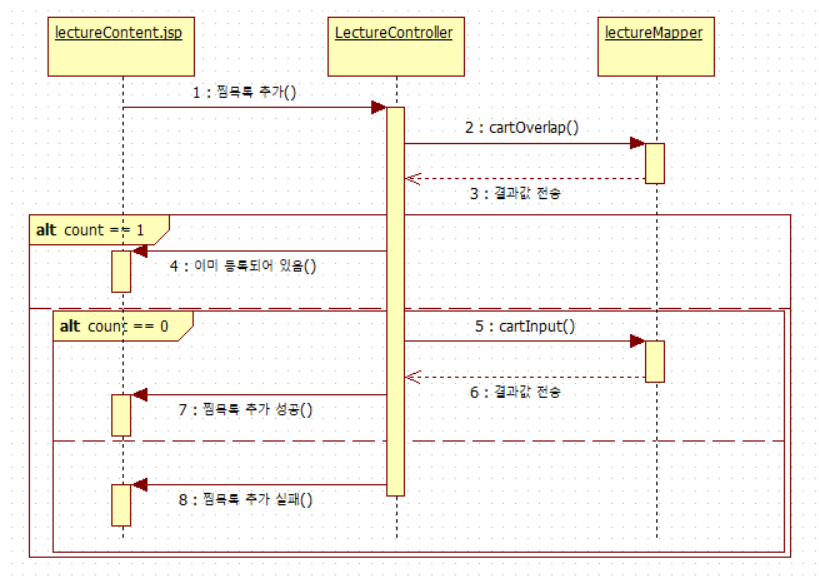 lectureContent.jsp
LectureController
lectureMapper
1 : 찜목록 추가()
2 : cartOverlap()
3 : 결과값 전송
alt count == 1
4 : 이미 등록되어 있음()
alt count == 0
5 : cartInput()
6 : 결과값 전송
7 : 찜목록 추가 성공()
8 : 찜목록 추가 실패()